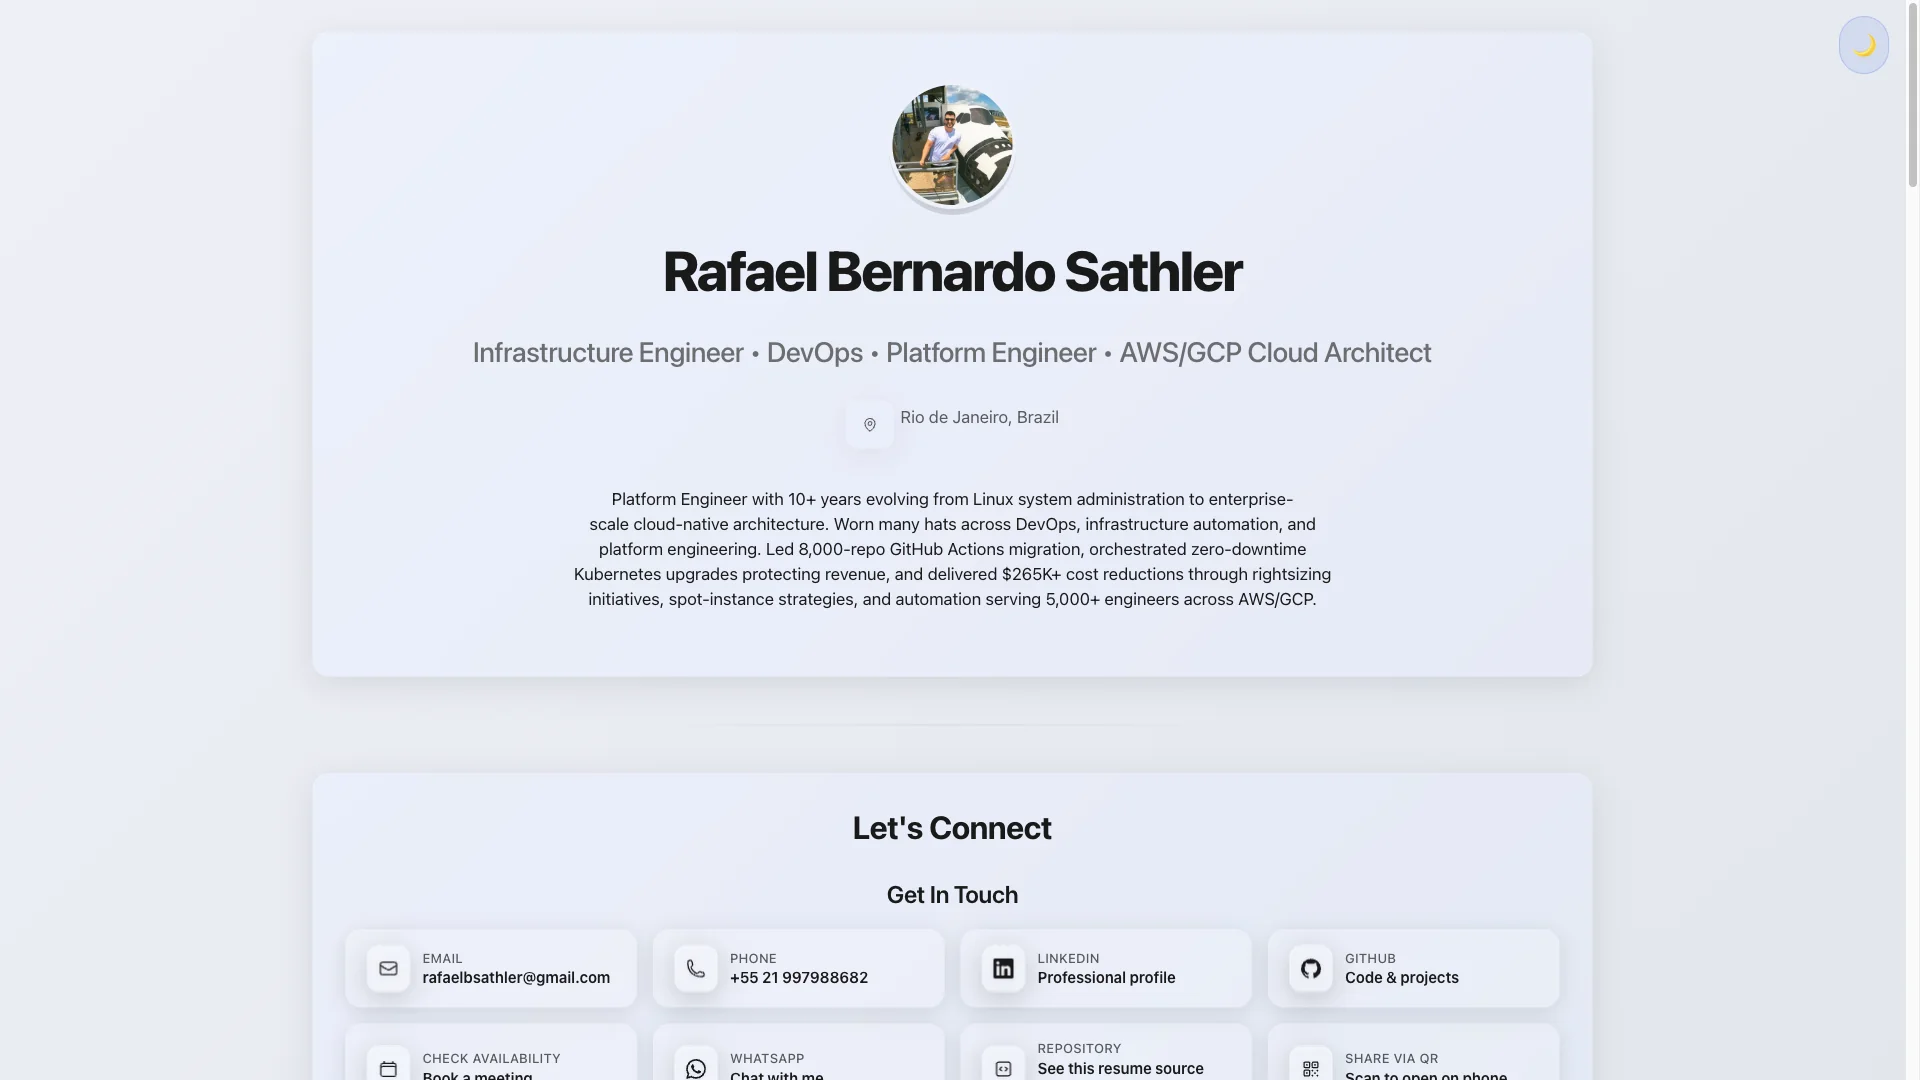 Rafael Bernardo Sathler
Infrastructure Engineer • DevOps • Platform Engineer • AWS/GCP Cloud Architect
Rio de Janeiro, Brazil
Platform Engineer with 10+ years evolving from Linux system administration to enterprise-
scale cloud-native architecture. Worn many hats across DevOps, infrastructure automation, and
platform engineering. Led 8,000-repo GitHub Actions migration, orchestrated zero-downtime
Kubernetes upgrades protecting revenue, and delivered $265K+ cost reductions through rightsizing
initiatives, spot-instance strategies, and automation serving 5,000+ engineers across AWS/GCP.
Let's Connect
Get In Touch
EMAIL
rafaelbsathler@gmail.com
PHONE
+55 21 997988682
LINKEDIN
Professional profile
GITHUB
Code & projects
CHECK AVAILABILITY
Book a meeting
WHATSAPP
Chat with me
REPOSITORY
See this resume source
SHARE VIA QR
Scan to open on phone